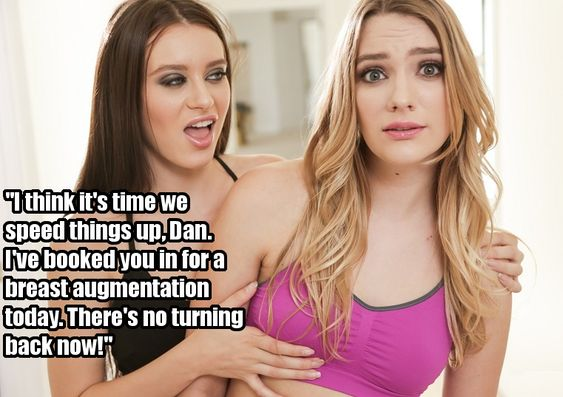 "I think it's time we
speed things up, Dan.
I've booked you in for a
breast augmentation
today. There's no turning
back now!"